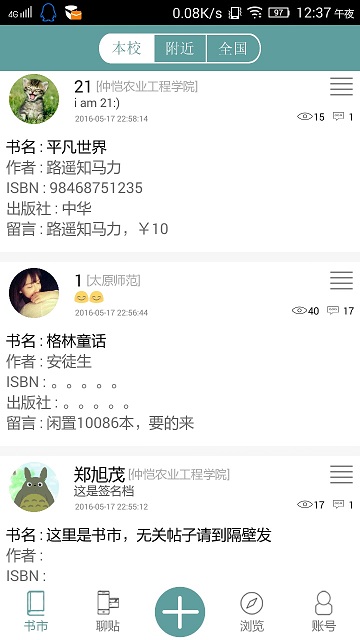 4G 0.08K/s 97 12:37 午夜
本校 附近 全国
21 [仲恺农业工程学院]
i am 21:)
2016-05-17 22:58:14 15 1
书名 : 平凡世界
作者 : 路遥知马力
ISBN : 98468751235
出版社 : 中华
留言 : 路遥知马力，￥10
1 [太原师范]
😊😊
2016-05-17 22:56:44 40 17
书名 : 格林童话
作者 : 安徒生
ISBN : 。。。。。
出版社 : 。。。。。
留言 : 闲置10086本，要的来
郑旭茂 [仲恺农业工程学院]
这是签名档
2016-05-17 22:55:12 17 1
书名 : 这里是书市，无关帖子请到隔壁发
作者 :
ISBN :
书市 聊贴 浏览 账号